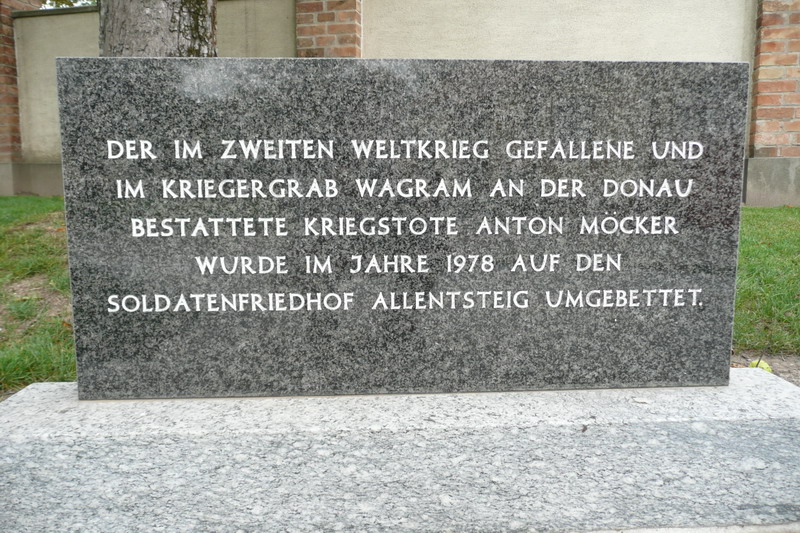 DER IM ZWEITEN WELTKRIEG GEFALLENE UND
IM KRIEGERGRAB WAGRAM AN DER DONAU
BESTATTETE KRIEGSTOTE ANTON MÖCKER
WURDE IM JAHRE 1978 AUF DEN
SOLDATENFRIEDHOF ALLENTSTEIG UMGEBETTET.